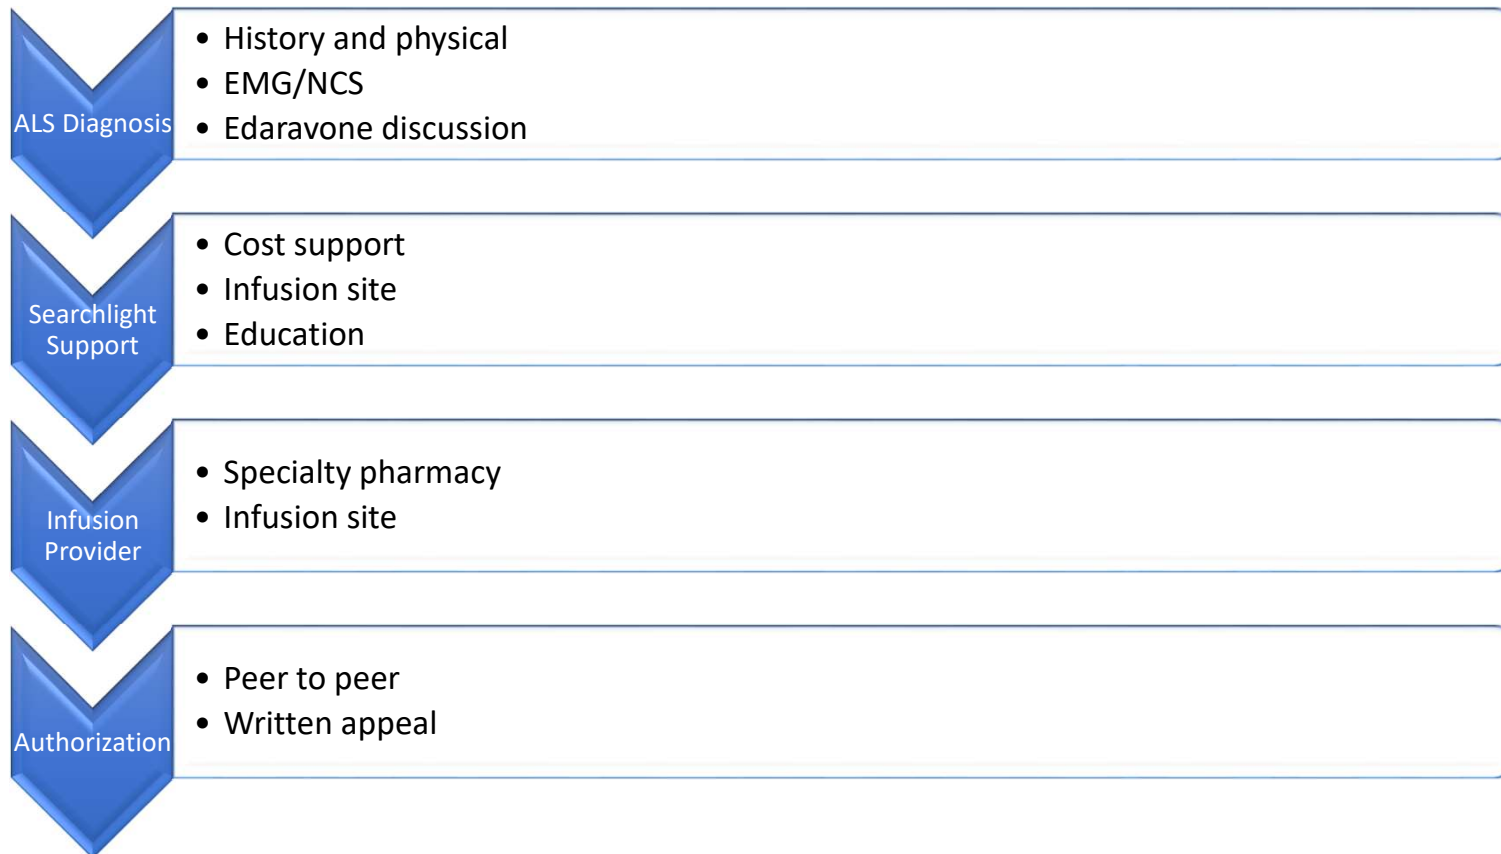 ALS Diagnosis
• History and physical
• EMG/NCS
• Edaravone discussion
Searchlight
Support
• Cost support
• Infusion site
• Education
Infusion
Provider
• Specialty pharmacy
• Infusion site
Authorization
• Peer to peer
• Written appeal